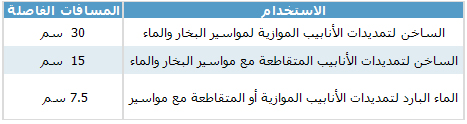 الاستخدام	المسافات الفاصلة
الساخن لتمديدات الأنابيب الموازية لمواسير البخار والماء	30 سم
الساخن لتمديدات الأنابيب المتقاطعة مع مواسير البخار والماء	15 سم
الماء البارد لتمديدات الأنابيب الموازية أو المتقاطعة مع مواسير	7.5 سم